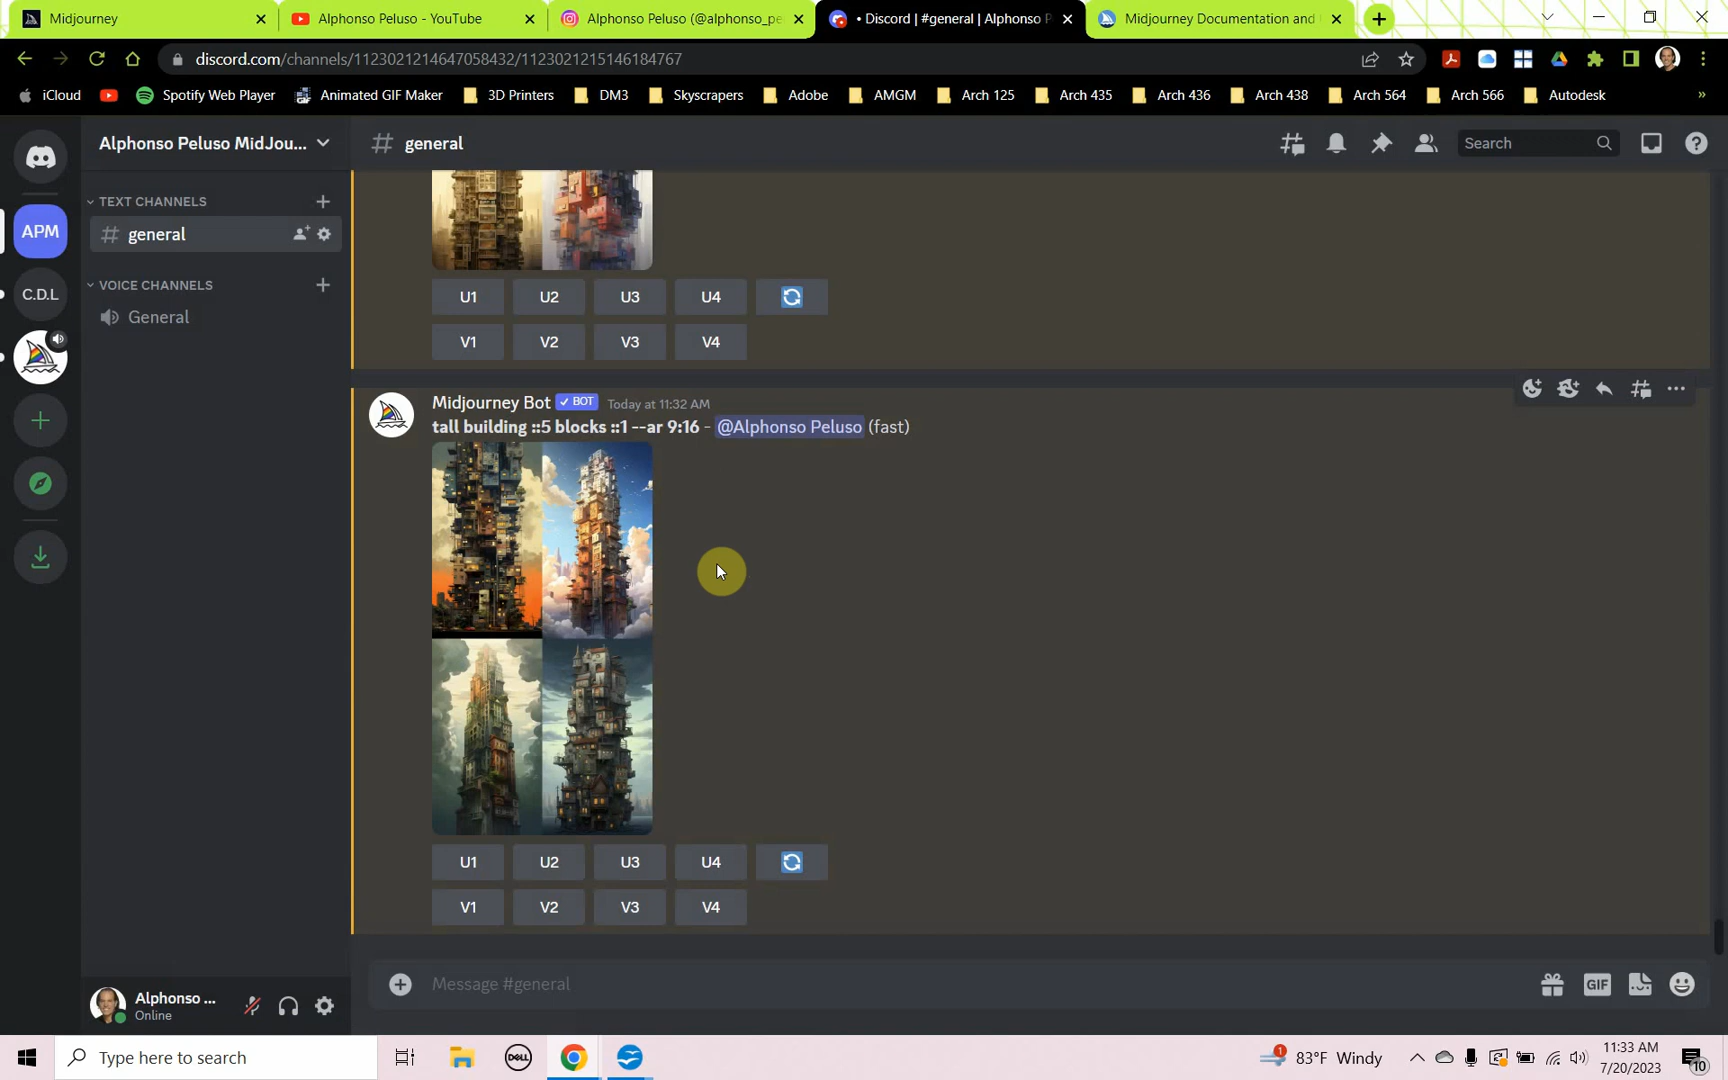 Midjourney
Alphonso Peluso - YouTube
Alphonso Peluso (@alphonso_pe
• Discord | #general | Alphonso P
Midjourney Documentation and
discord.com/channels/1123021214647058432/1123021215146184767
iCloud
Spotify Web Player
Animated GIF Maker
3D Printers
DM3
Skyscrapers
Adobe
AMGM
Arch 125
Arch 435
Arch 436
Arch 438
Arch 564
Arch 566
Autodesk
»
Alphonso Peluso MidJou...
# general
Search
APM
C.D.L
TEXT CHANNELS
# general
VOICE CHANNELS
General
U1 U2 U3 U4
V1 V2 V3 V4
Midjourney Bot ✓ BOT Today at 11:32 AM
tall building ::5 blocks ::1 --ar 9:16 - @Alphonso Peluso (fast)
U1 U2 U3 U4
V1 V2 V3 V4
Message #general
GIF
Alphonso ...
Online
Type here to search
DELL
1
83°F Windy
11:33 AM
7/20/2023
10